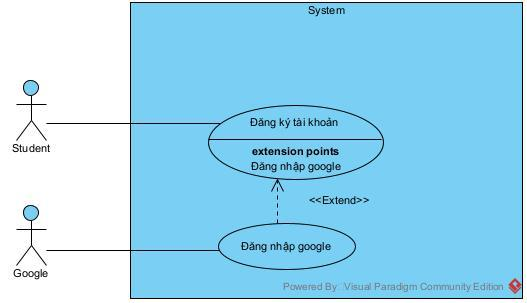 System
Đăng ký tài khoản
extension points
Đăng nhập google
Student
<<Extend>>
Đăng nhập google
Google
Powered By: Visual Paradigm Community Edition